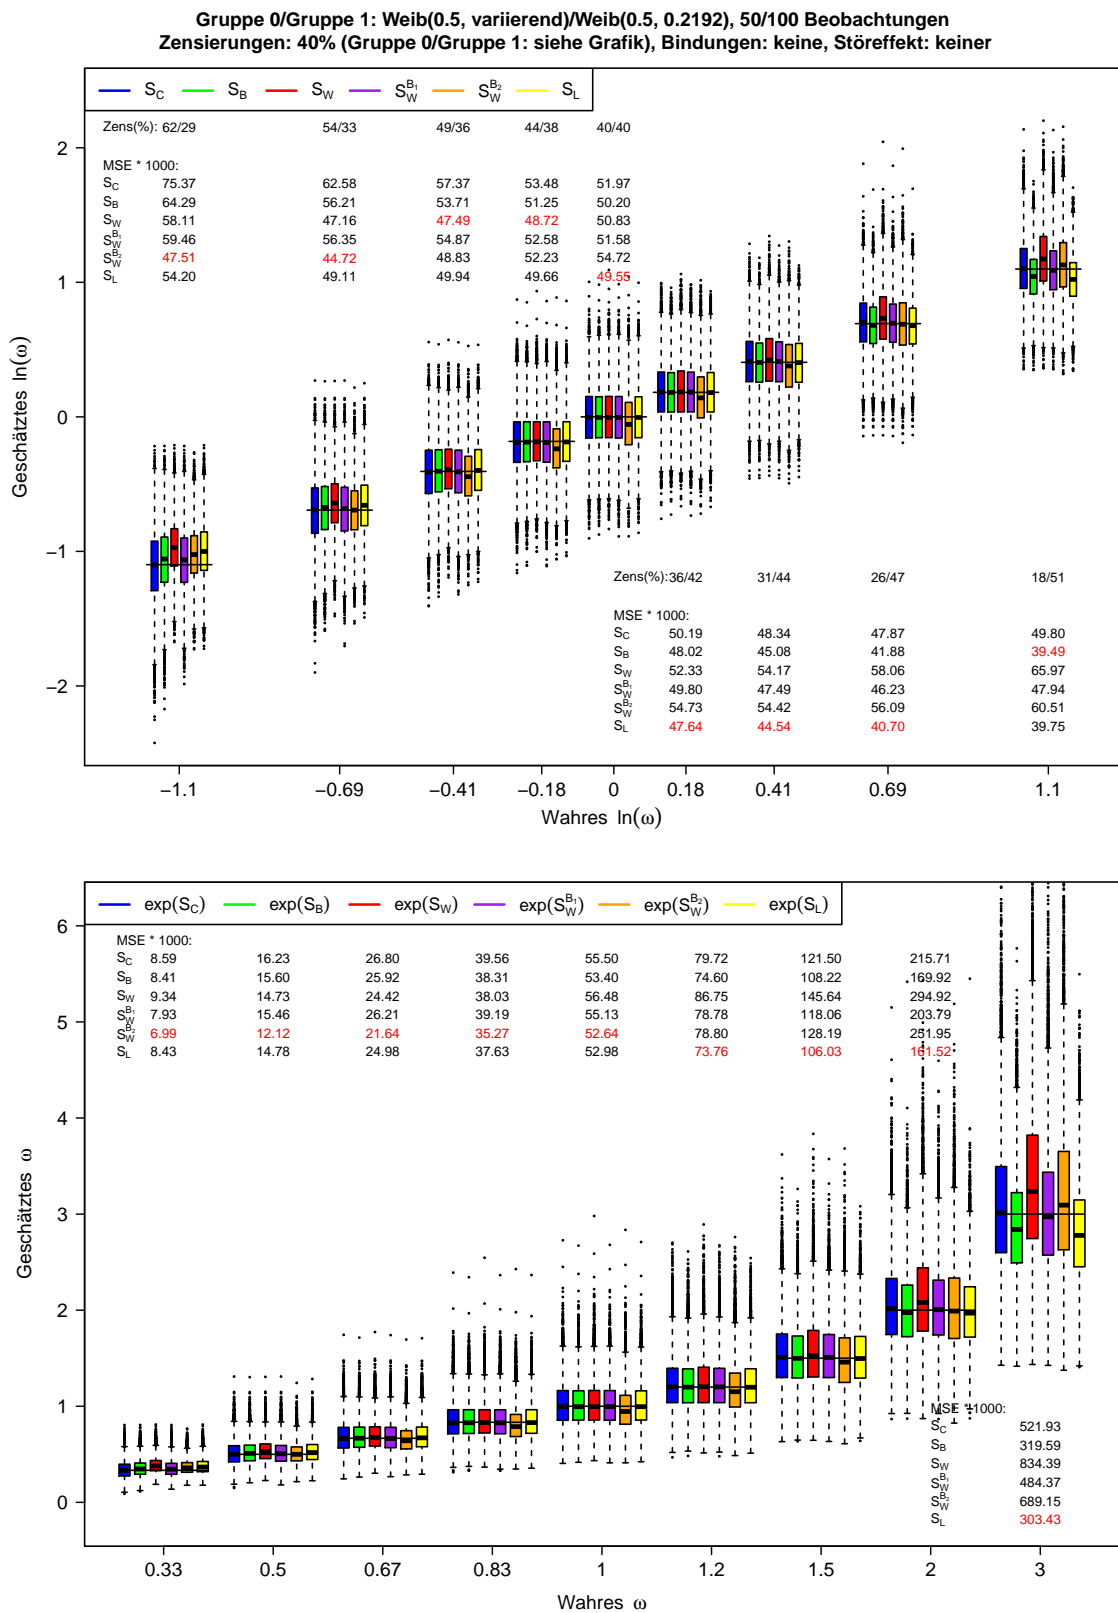 Gruppe 0/Gruppe 1: Weib(0.5, variierend)/Weib(0.5, 0.2192), 50/100 Beobachtungen
Zensierungen: 40% (Gruppe 0/Gruppe 1: siehe Grafik), Bindungen: keine, Störeffekt: keiner
S_C S_B S_W S_W^B₁ S_W^B₂ S_L
Zens(%): 62/29 54/33 49/36 44/38 40/40
MSE * 1000:
S_C 75.37 62.58 57.37 53.48 51.97
S_B 64.29 56.21 53.71 51.25 50.20
S_W 58.11 47.16 47.49 48.72 50.83
S_W^B₁ 59.46 56.35 54.87 52.58 51.58
S_W^B₂ 47.51 44.72 48.83 52.23 54.72
S_L 54.20 49.11 49.94 49.66 49.55
2
1
0
−1
−2
Geschätztes ln(ω)
Zens(%): 36/42 31/44 26/47 18/51
MSE * 1000:
S_C 50.19 48.34 47.87 49.80
S_B 48.02 45.08 41.88 39.49
S_W 52.33 54.17 58.06 65.97
S_W^B₁ 49.80 47.49 46.23 47.94
S_W^B₂ 54.73 54.42 56.09 60.51
S_L 47.64 44.54 40.70 39.75
−1.1 −0.69 −0.41 −0.18 0 0.18 0.41 0.69 1.1
Wahres ln(ω)
exp(S_C) exp(S_B) exp(S_W) exp(S_W^B₁) exp(S_W^B₂) exp(S_L)
MSE * 1000:
S_C 8.59 16.23 26.80 39.56 55.50 79.72 121.50 215.71
S_B 8.41 15.60 25.92 38.31 53.40 74.60 108.22 169.92
S_W 9.34 14.73 24.42 38.03 56.48 86.75 145.64 294.92
S_W^B₁ 7.93 15.46 26.21 39.19 55.13 78.78 118.06 203.79
S_W^B₂ 6.99 12.12 21.64 35.27 52.64 78.80 128.19 251.95
S_L 8.43 14.78 24.98 37.63 52.98 73.76 106.03 161.52
6
5
4
3
2
1
0
Geschätztes ω
MSE * 1000:
S_C 521.93
S_B 319.59
S_W 834.39
S_W^B₁ 484.37
S_W^B₂ 689.15
S_L 303.43
0.33 0.5 0.67 0.83 1 1.2 1.5 2 3
Wahres ω